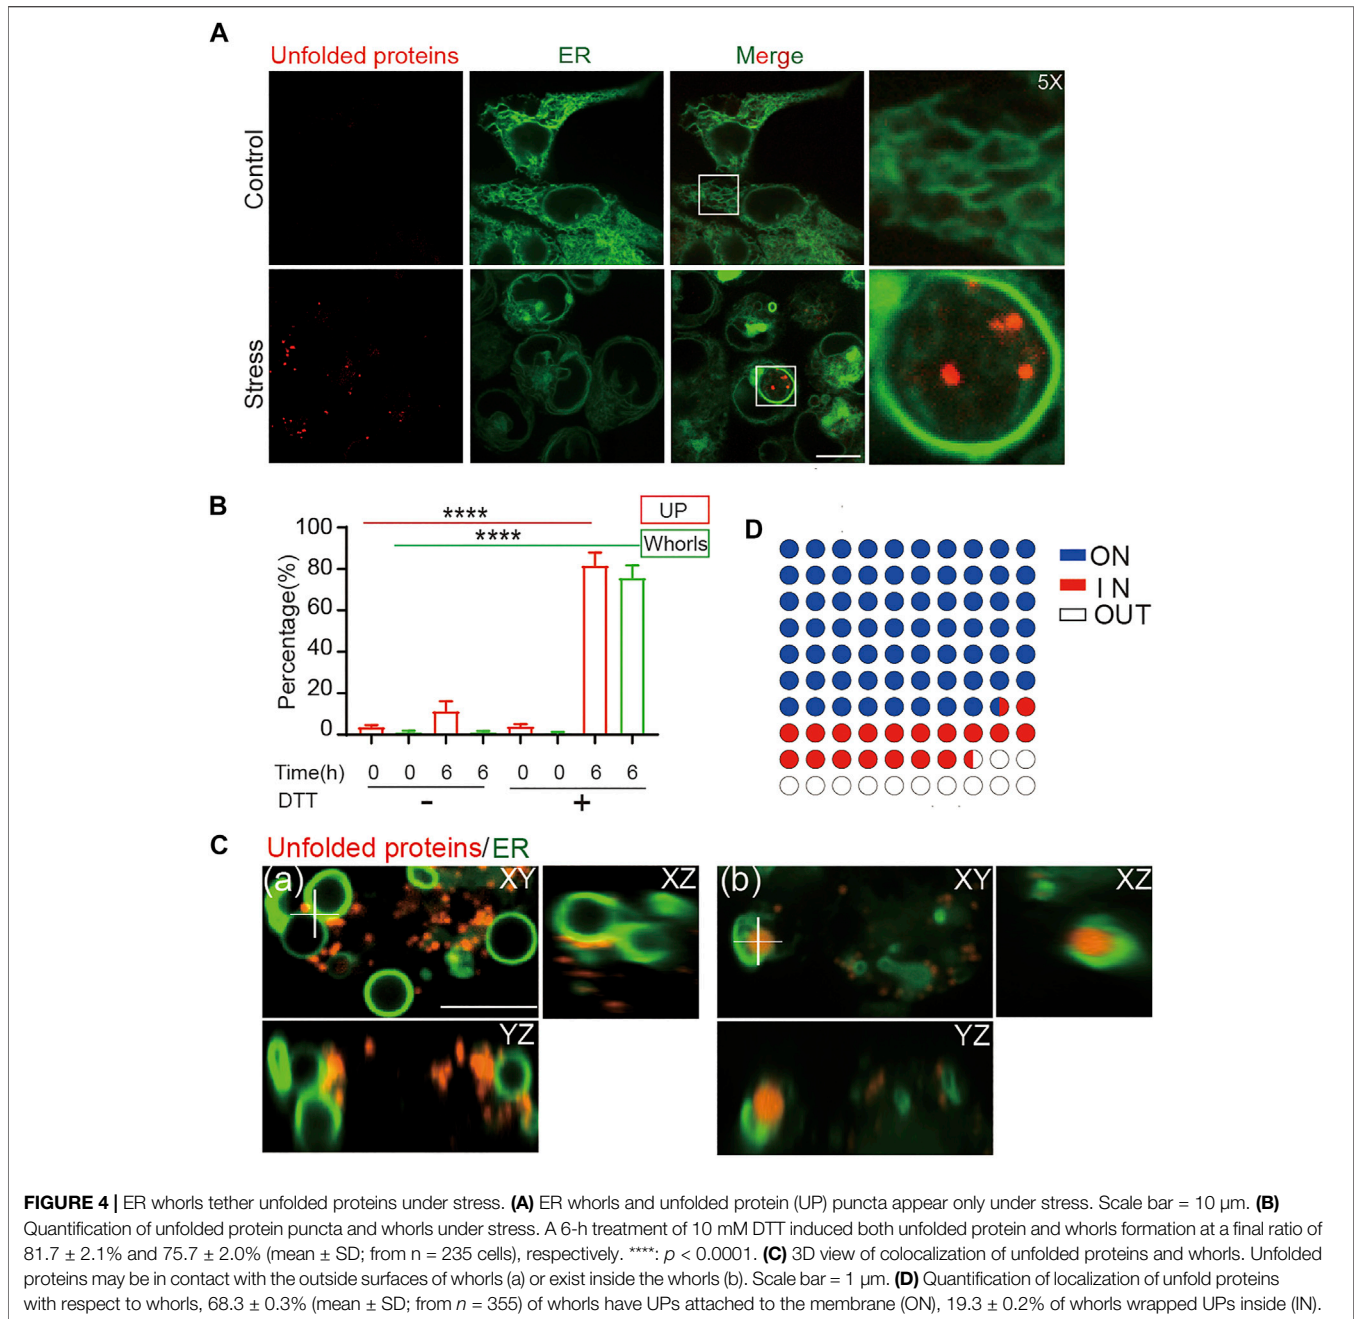 A
Unfolded proteins
ER
Merge
5X
Control
Stress
B
****
UP
****
Whorls
Percentage(%)
100
80
60
40
20
0
Time(h)
0
0
6
6
0
0
6
6
DTT
-
+
D
ON
IN
OUT
C
Unfolded proteins/ER
(a)
XY
XZ
YZ
(b)
XY
XZ
YZ
FIGURE 4 | ER whorls tether unfolded proteins under stress. (A) ER whorls and unfolded protein (UP) puncta appear only under stress. Scale bar = 10 μm. (B)
Quantification of unfolded protein puncta and whorls under stress. A 6-h treatment of 10 mM DTT induced both unfolded protein and whorls formation at a final ratio of
81.7 ± 2.1% and 75.7 ± 2.0% (mean ± SD; from n = 235 cells), respectively. ****: p < 0.0001. (C) 3D view of colocalization of unfolded proteins and whorls. Unfolded
proteins may be in contact with the outside surfaces of whorls (a) or exist inside the whorls (b). Scale bar = 1 μm. (D) Quantification of localization of unfold proteins
with respect to whorls, 68.3 ± 0.3% (mean ± SD; from n = 355) of whorls have UPs attached to the membrane (ON), 19.3 ± 0.2% of whorls wrapped UPs inside (IN).